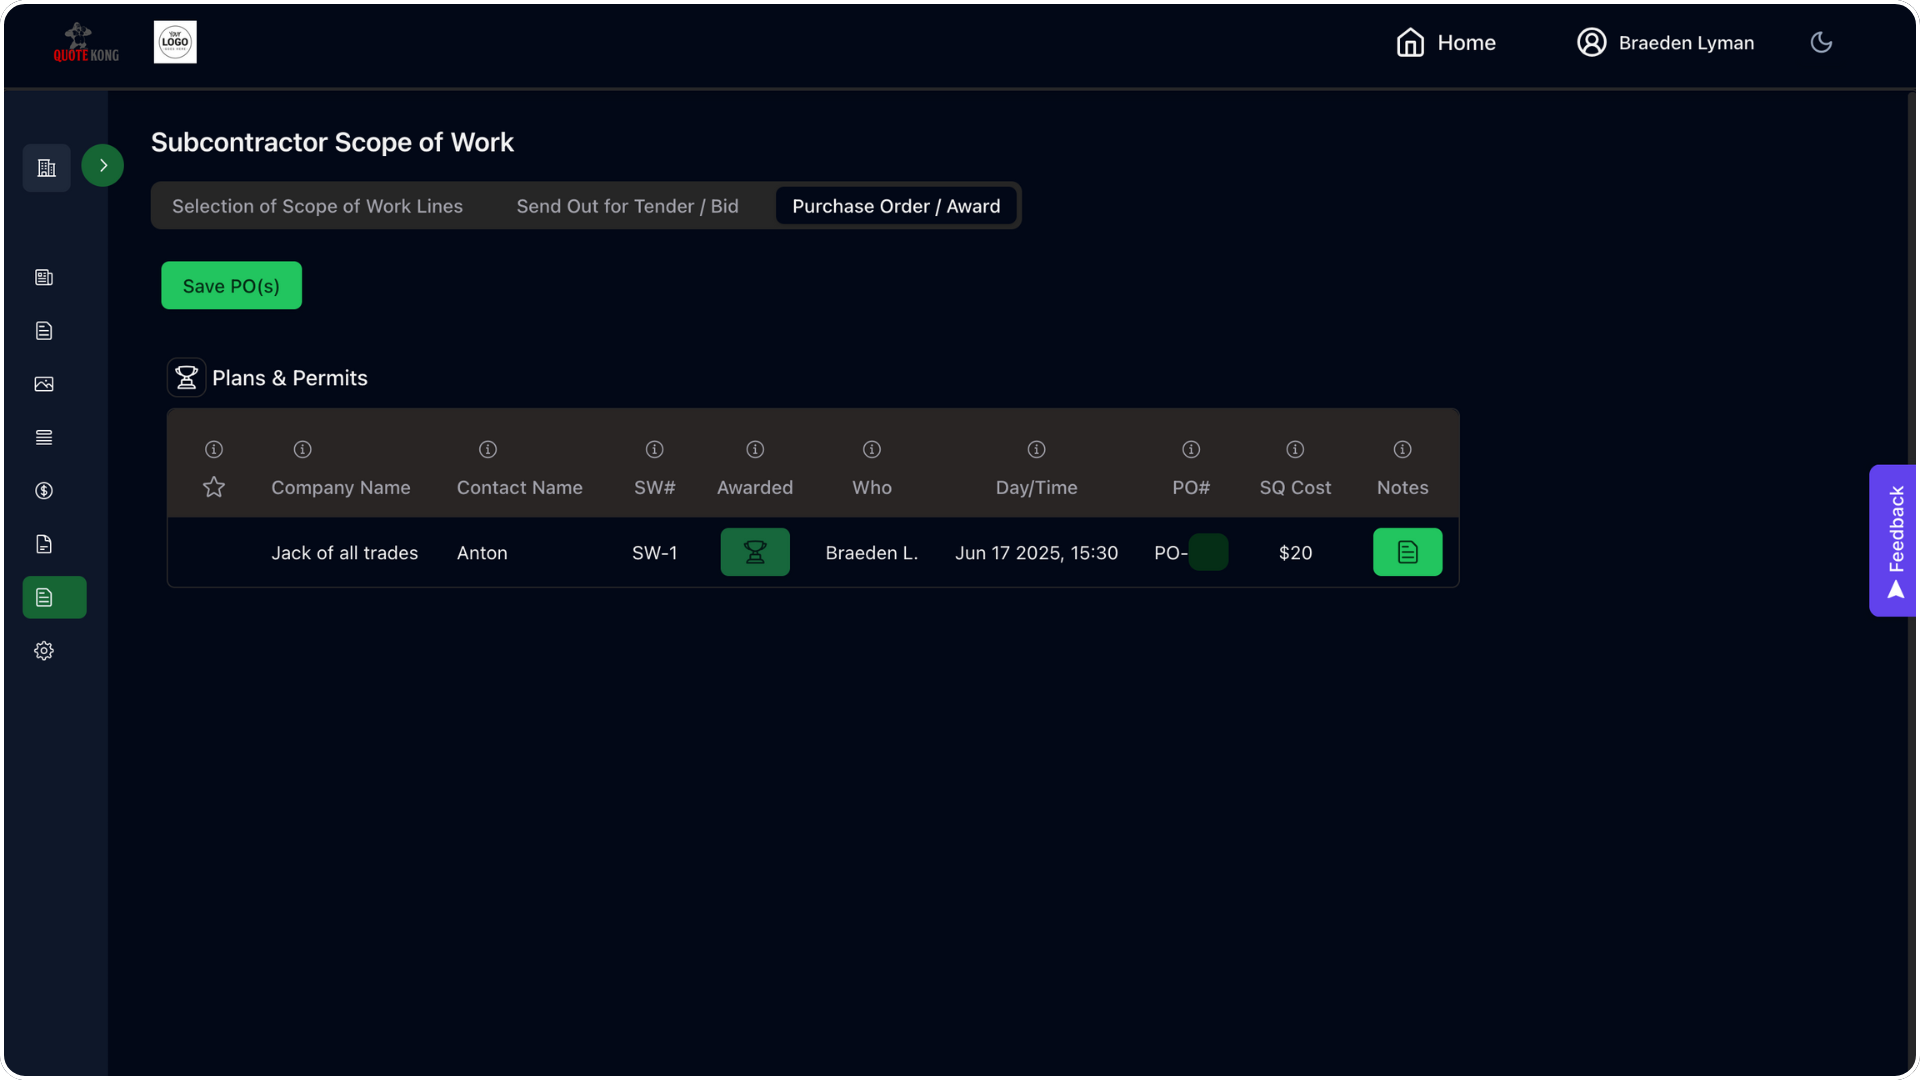 QUOTE KONG
YOUR
LOGO
Home
Braeden Lyman
Subcontractor Scope of Work
Selection of Scope of Work Lines
Send Out for Tender / Bid
Purchase Order / Award
Save PO(s)
Plans & Permits
Company Name
Contact Name
SW#
Awarded
Who
Day/Time
PO#
SQ Cost
Notes
Jack of all trades
Anton
SW-1
Braeden L.
Jun 17 2025, 15:30
PO-
$20
Feedback